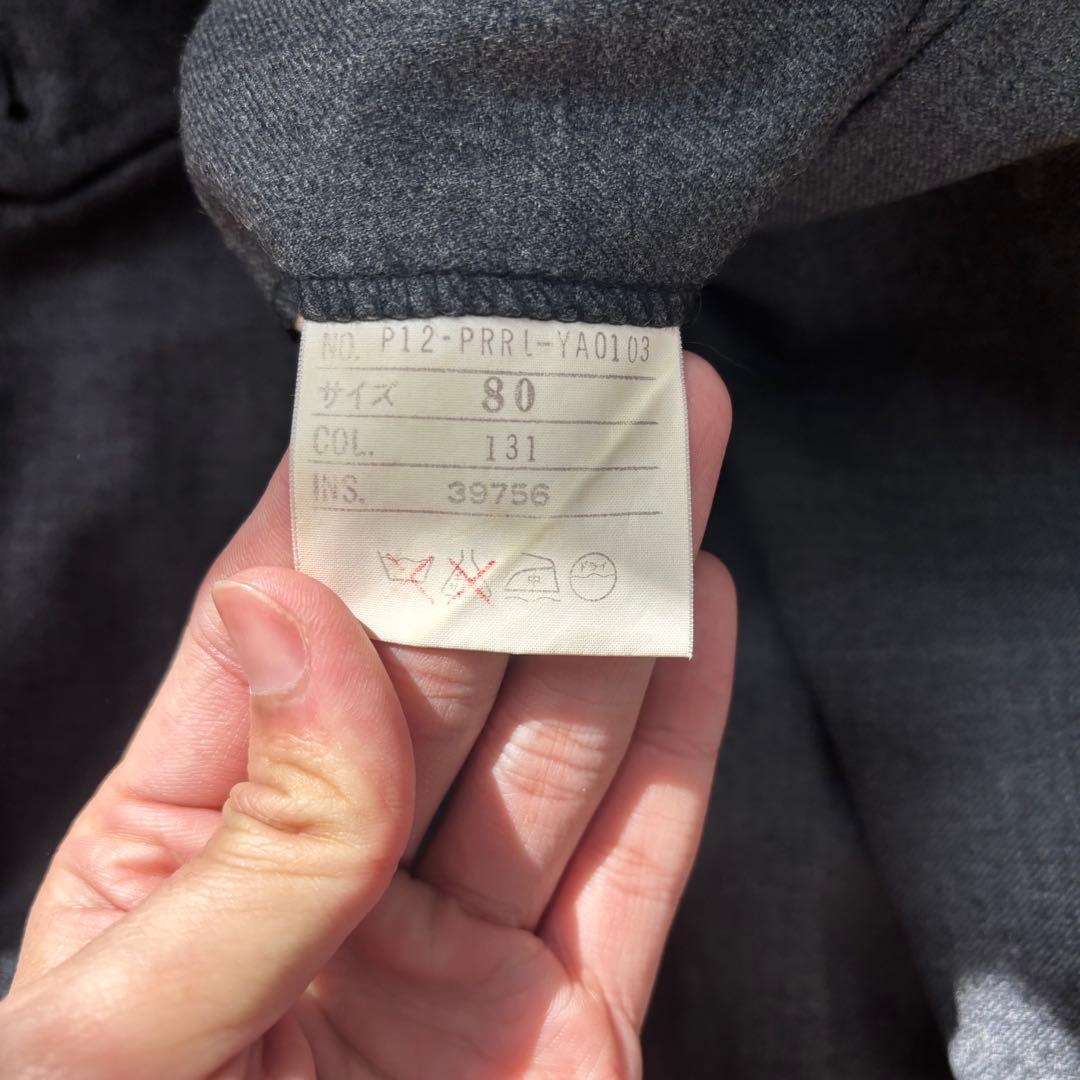 NO. P12-PRRL-YA0103
サイズ 80
COL. 131
INS. 39756
中 ドライ